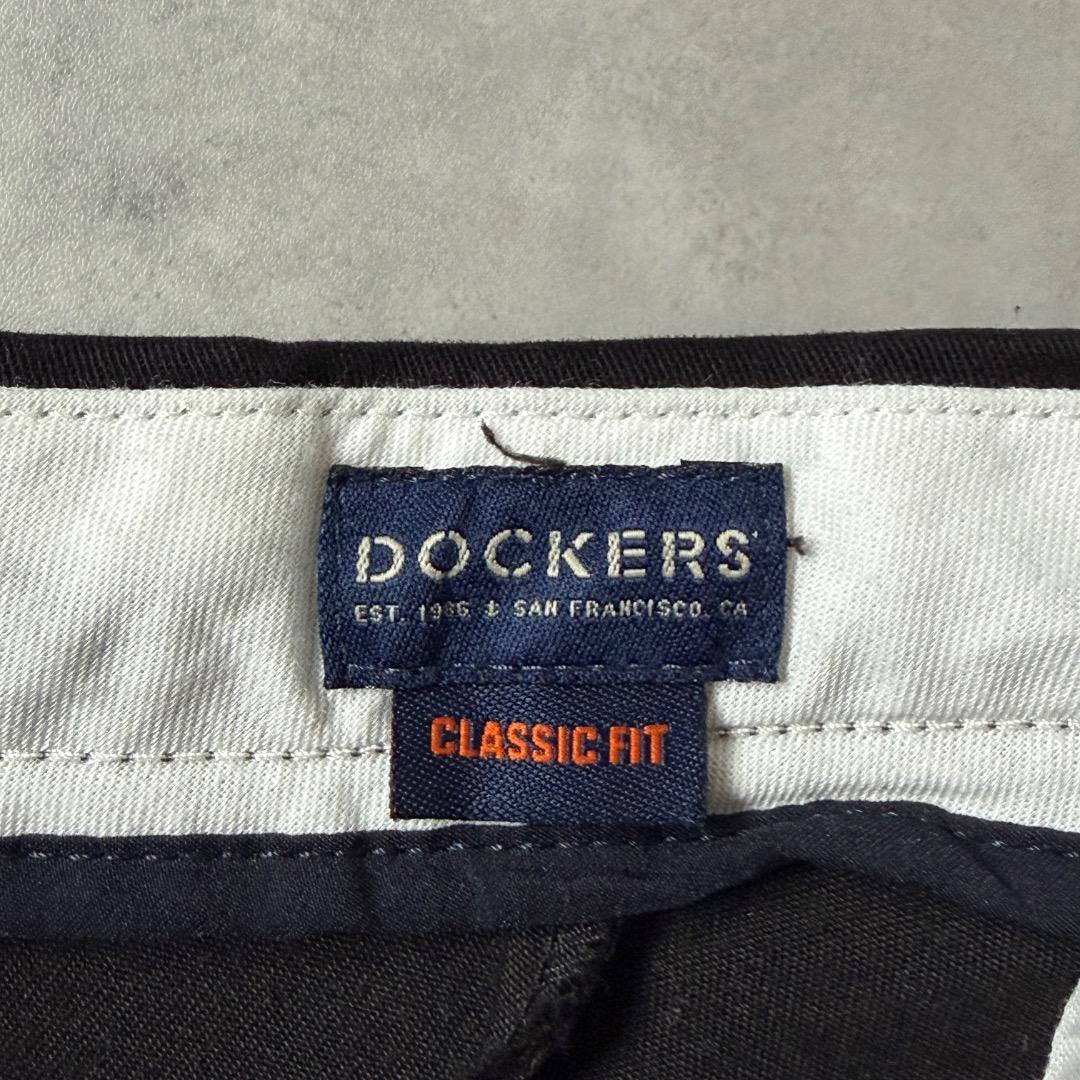 DOCKERS
EST. 1986 ⚓ SAN FRANCISCO, CA
CLASSIC FIT